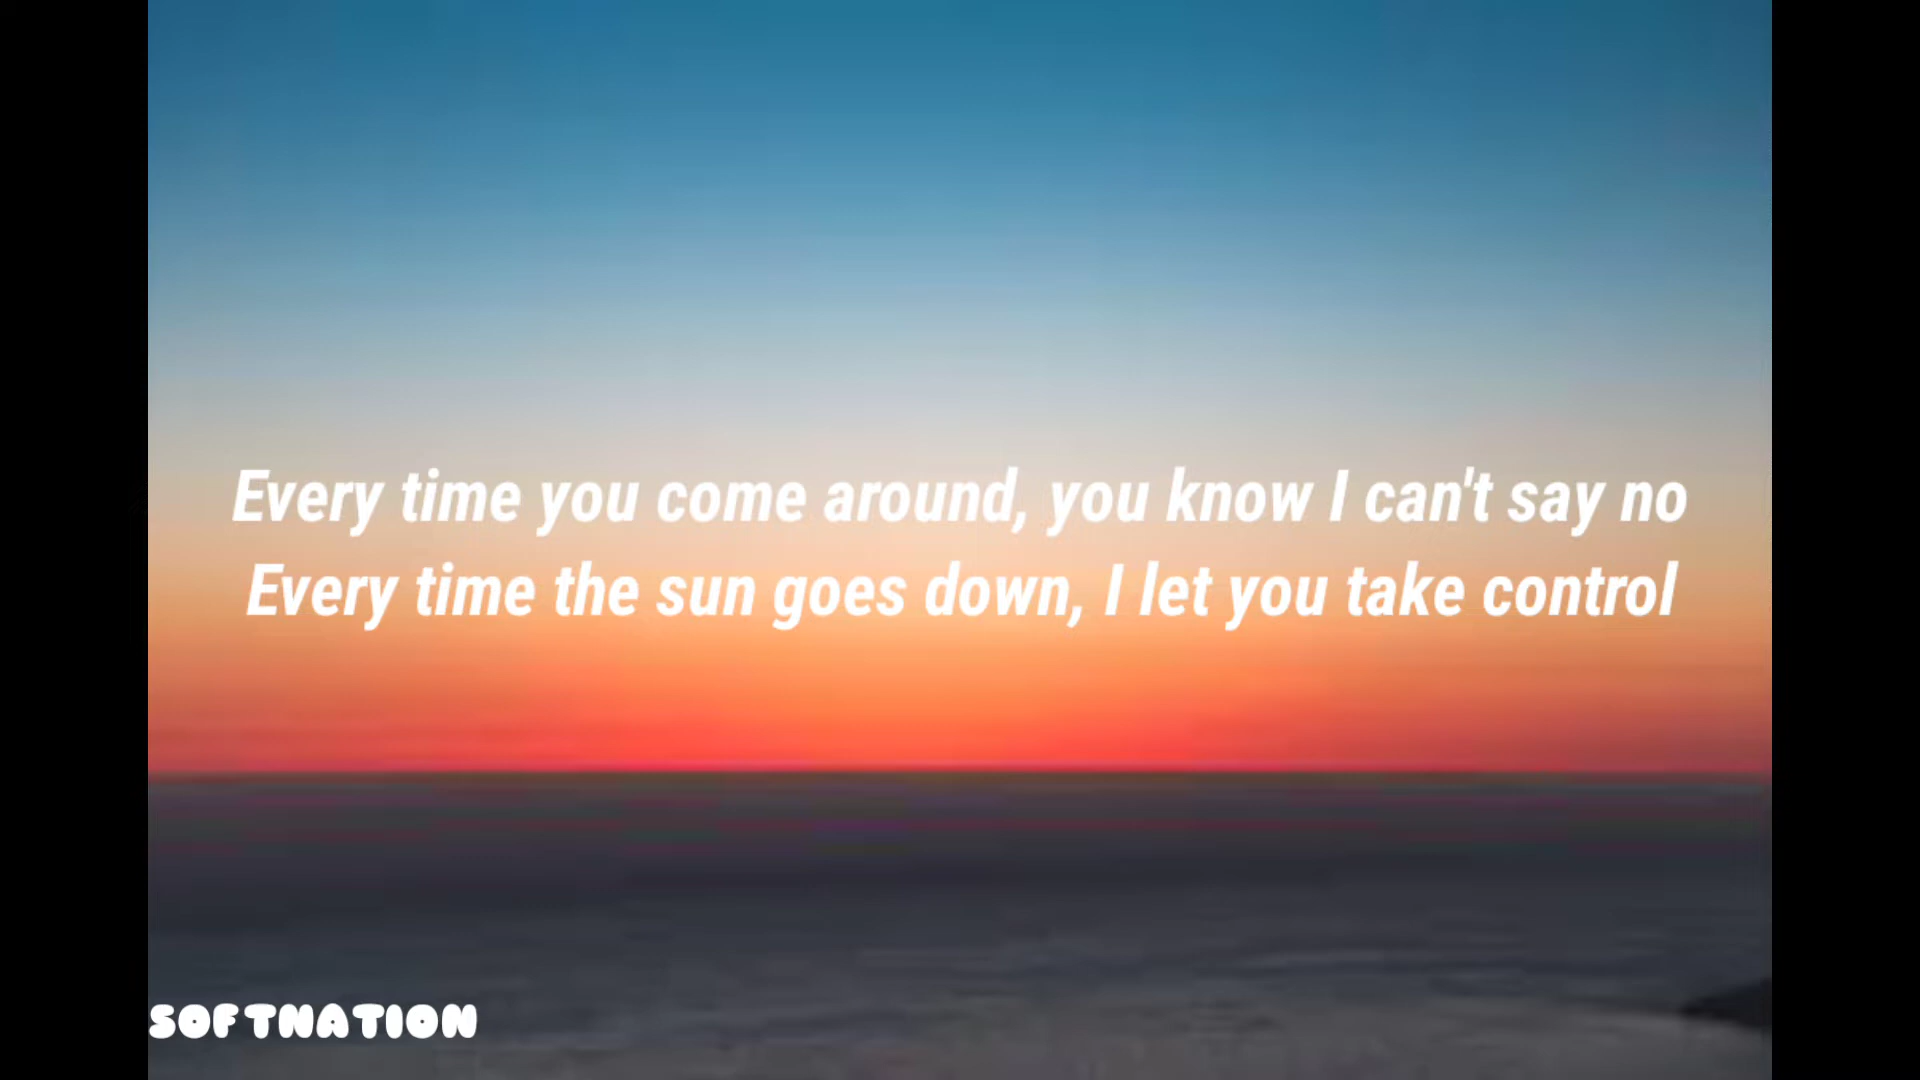 Every time you come around, you know I can't say no
Every time the sun goes down, I let you take control
SOFTNATION